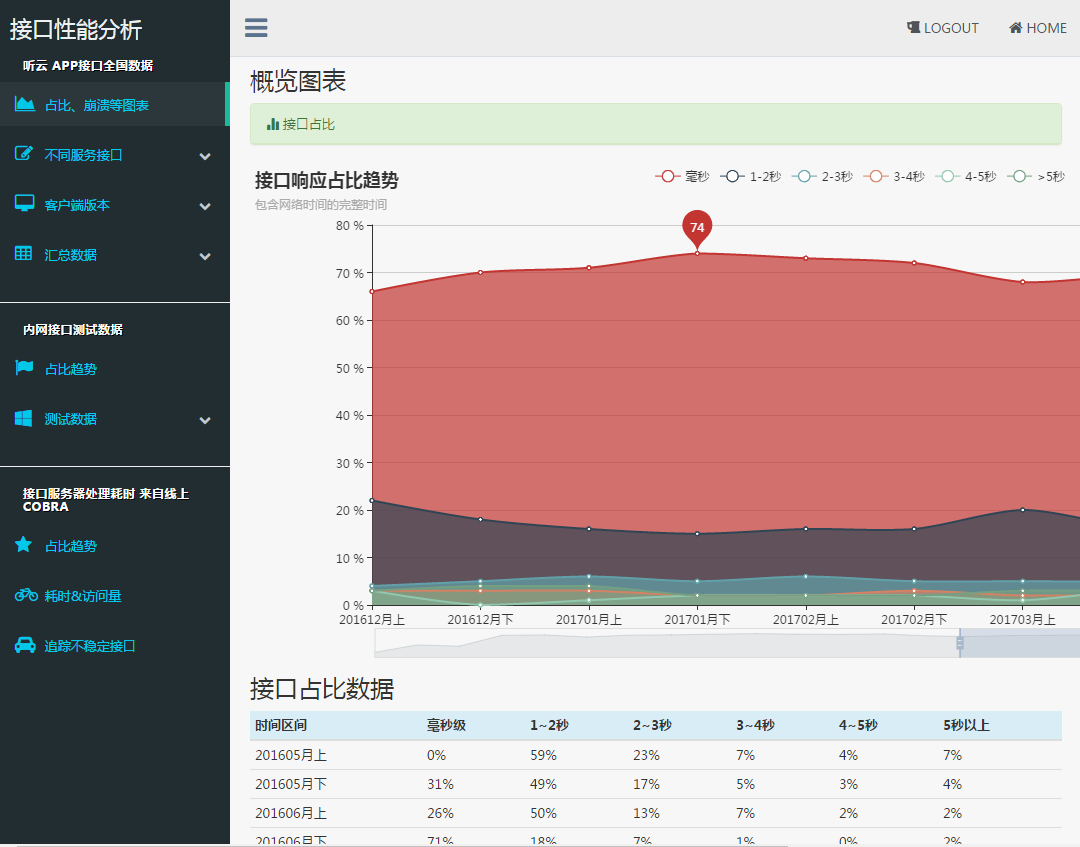 接口性能分析
听云 APP接口全国数据
占比、崩溃等图表
不同服务接口
客户端版本
汇总数据
内网接口测试数据
占比趋势
测试数据
接口服务器处理耗时 来自线上
COBRA
占比趋势
耗时&访问量
追踪不稳定接口
LOGOUT HOME
概览图表
接口占比
接口响应占比趋势
包含网络时间的完整时间
毫秒 1-2秒 2-3秒 3-4秒 4-5秒 >5秒
74
80 %
70 %
60 %
50 %
40 %
30 %
20 %
10 %
0 %
201612月上 201612月下 201701月上 201701月下 201702月上 201702月下 201703月上
接口占比数据
时间区间 毫秒级 1~2秒 2~3秒 3~4秒 4~5秒 5秒以上
201605月上 0% 59% 23% 7% 4% 7%
201605月下 31% 49% 17% 5% 3% 4%
201606月上 26% 50% 13% 7% 2% 2%
201606月下 71% 18% 7% 1% 0% 2%